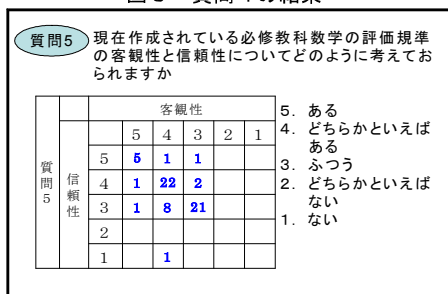 図5 質問4の結果
質問5 現在作成されている必修教科数学の評価規準
の客観性と信頼性についてどのように考えてお
られますか
客観性
5 4 3 2 1
質問5
信頼性
5 5 1 1
4 1 22 2
3 1 8 21
2
1 1
5．ある
4．どちらかといえば
ある
3．ふつう
2．どちらかといえば
ない
1．ない